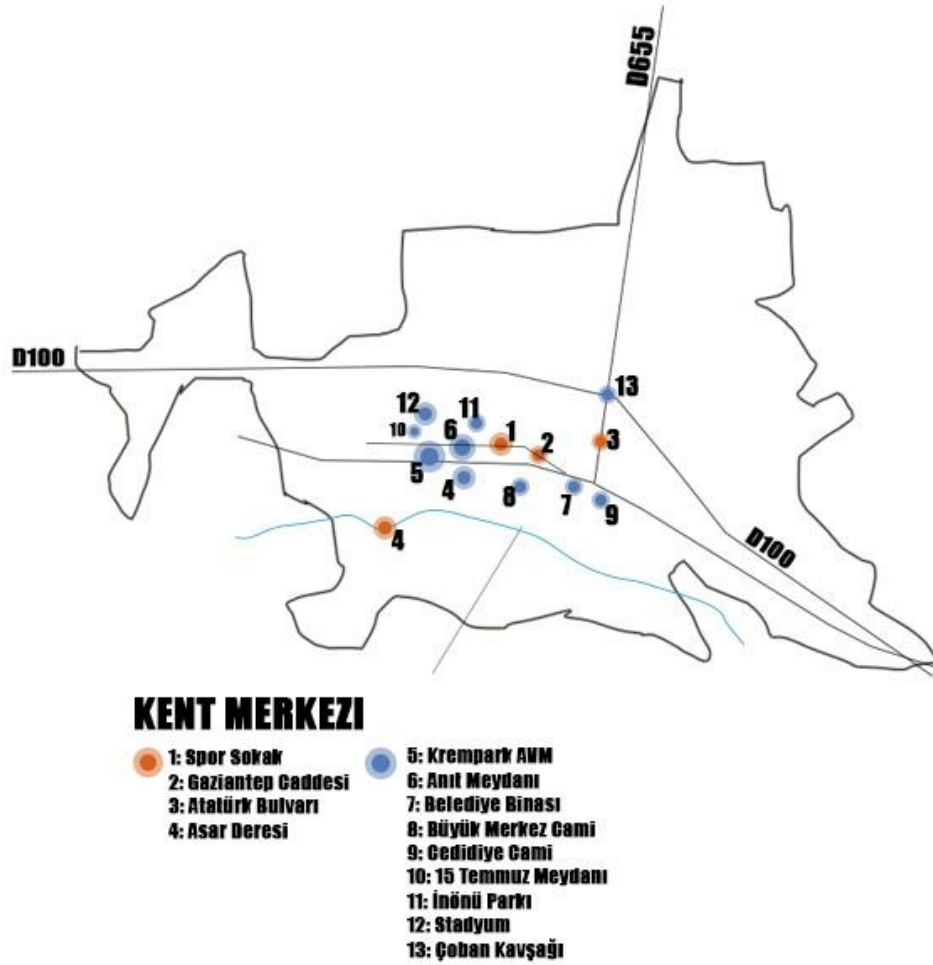 D655
D100
13
12
11
10
6
1
2
3
5
4
8
7
9
4
D100
KENT MERKEZI
1: Spor Sokak
2: Gaziantep Caddesi
3: Atatürk Bulvarı
4: Asar Deresi
5: Krempark AVM
6: Anıt Meydanı
7: Belediye Binası
8: Büyük Merkez Cami
9: Cedidiye Cami
10: 15 Temmuz Meydanı
11: İnönü Parkı
12: Stadyum
13: Çoban Kavşağı